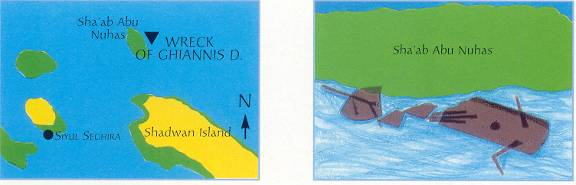 Sha'ab Abu
Nuhas
WRECK
OF GHIANNIS D.
N
SIYUL SEGHIRA
Shadwan Island
Sha'ab Abu Nuhas